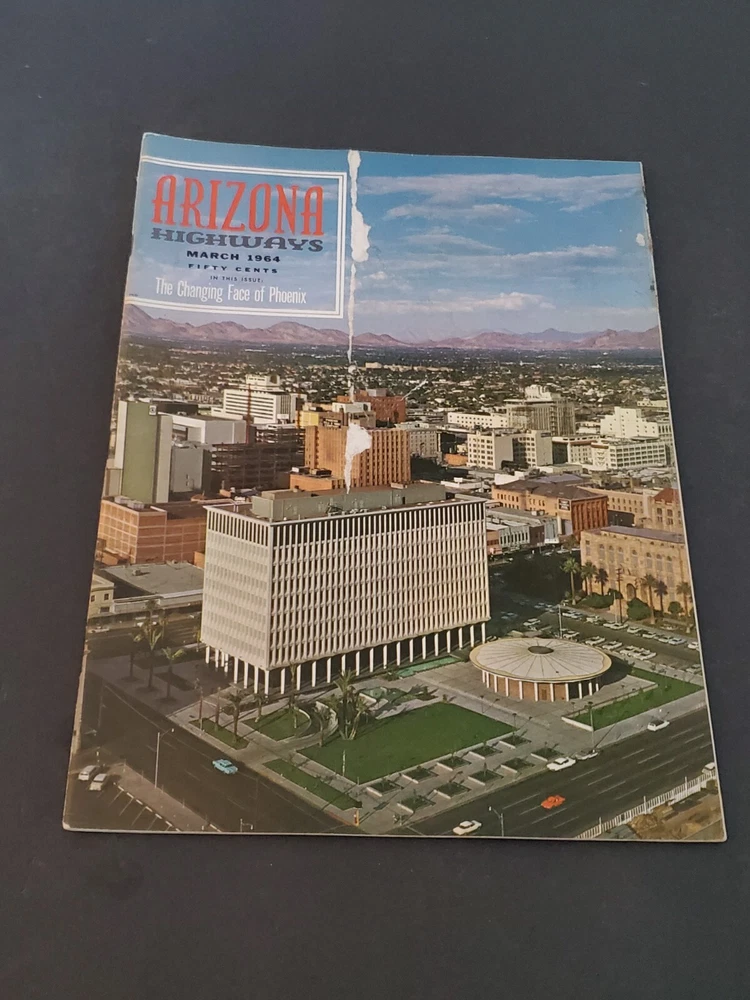 ARIZONA
HIGHWAYS
MARCH 1964
FIFTY CENTS
IN THIS ISSUE:
The Changing Face of Phoenix